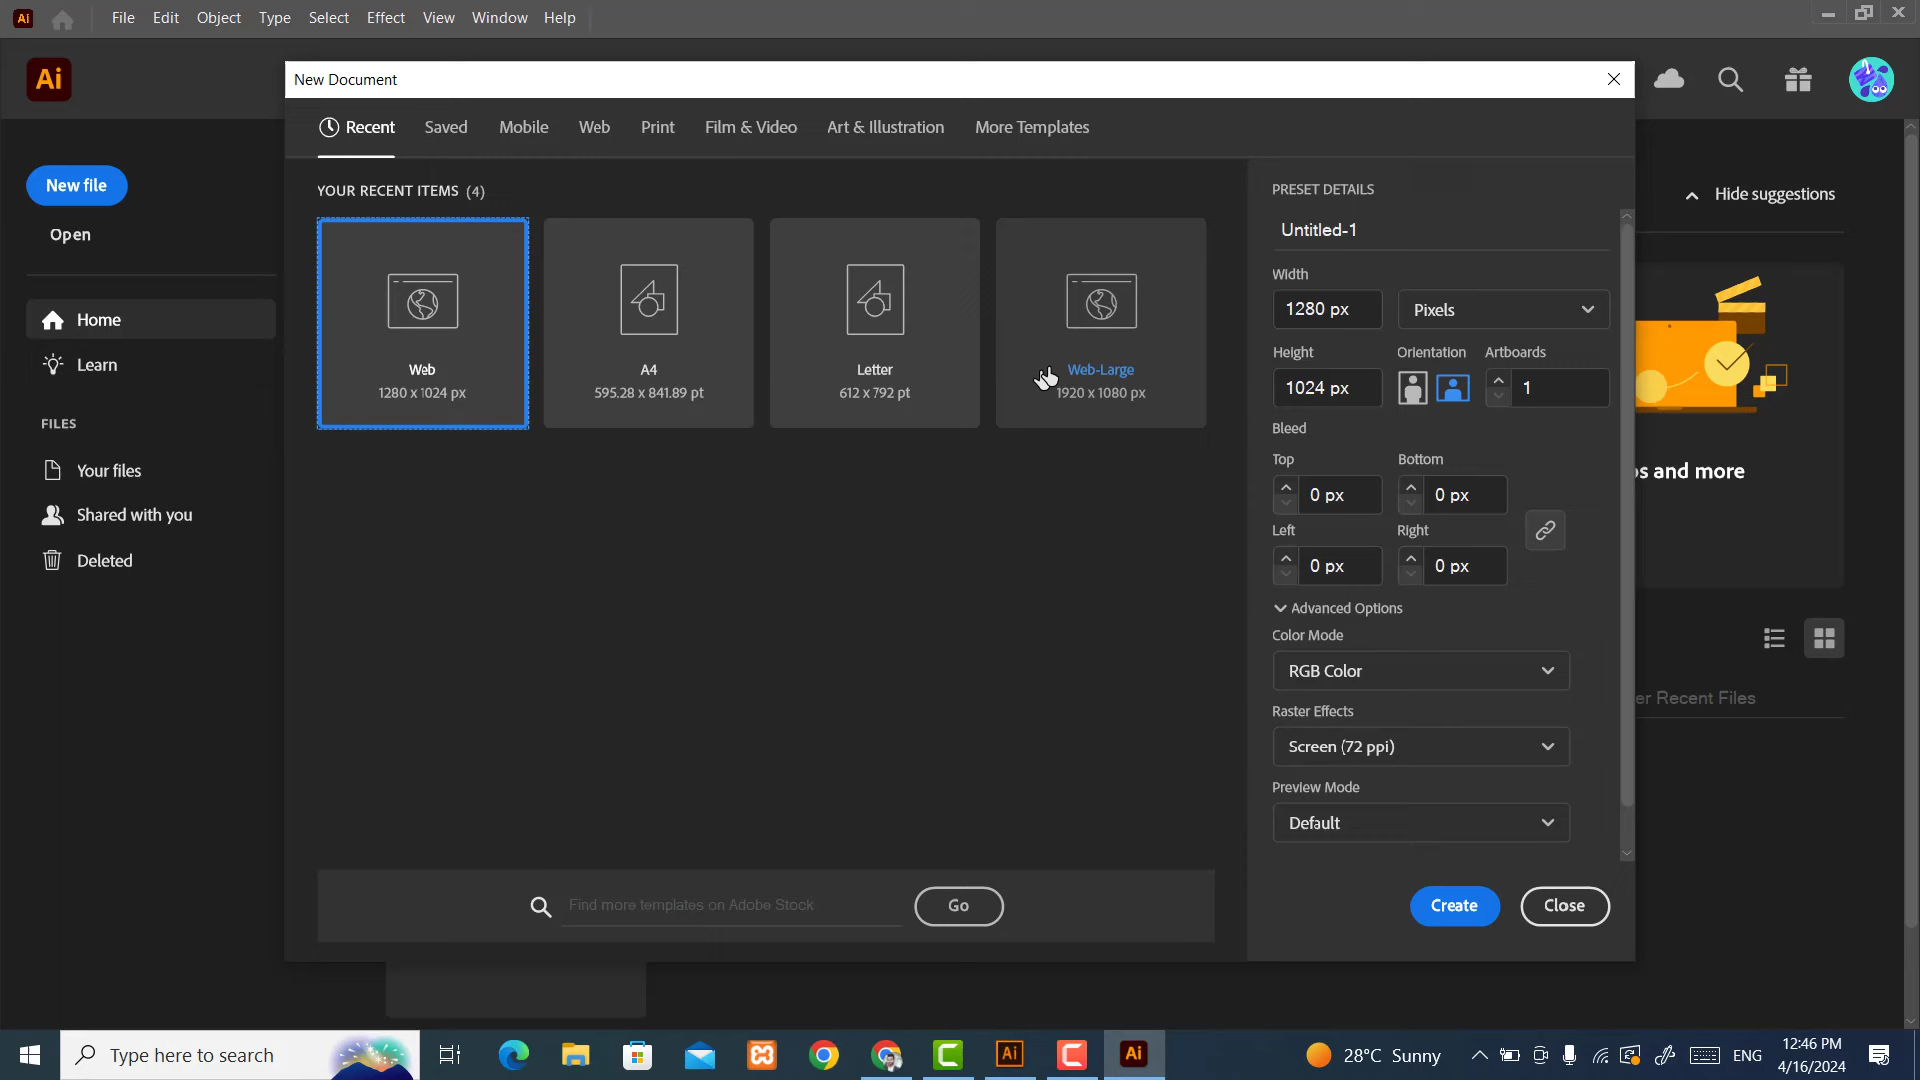 Ai File Edit Object Type Select Effect View Window Help
Ai
New Document
Recent Saved Mobile Web Print Film & Video Art & Illustration More Templates
New file
Open
Home
Learn
FILES
Your files
Shared with you
Deleted
YOUR RECENT ITEMS (4)
Web
1280 x 1024 px
A4
595.28 x 841.89 pt
Letter
612 x 792 pt
Web-Large
1920 x 1080 px
Find more templates on Adobe Stock
Go
PRESET DETAILS
Untitled-1
Width
1280 px Pixels
Height Orientation Artboards
1024 px 1
Bleed
Top Bottom
0 px 0 px
Left Right
0 px 0 px
Advanced Options
Color Mode
RGB Color
Raster Effects
Screen (72 ppi)
Preview Mode
Default
Create Close
Hide suggestions
s and more
er Recent Files
Type here to search
Ai
Ai
28°C Sunny
ENG
12:46 PM
4/16/2024